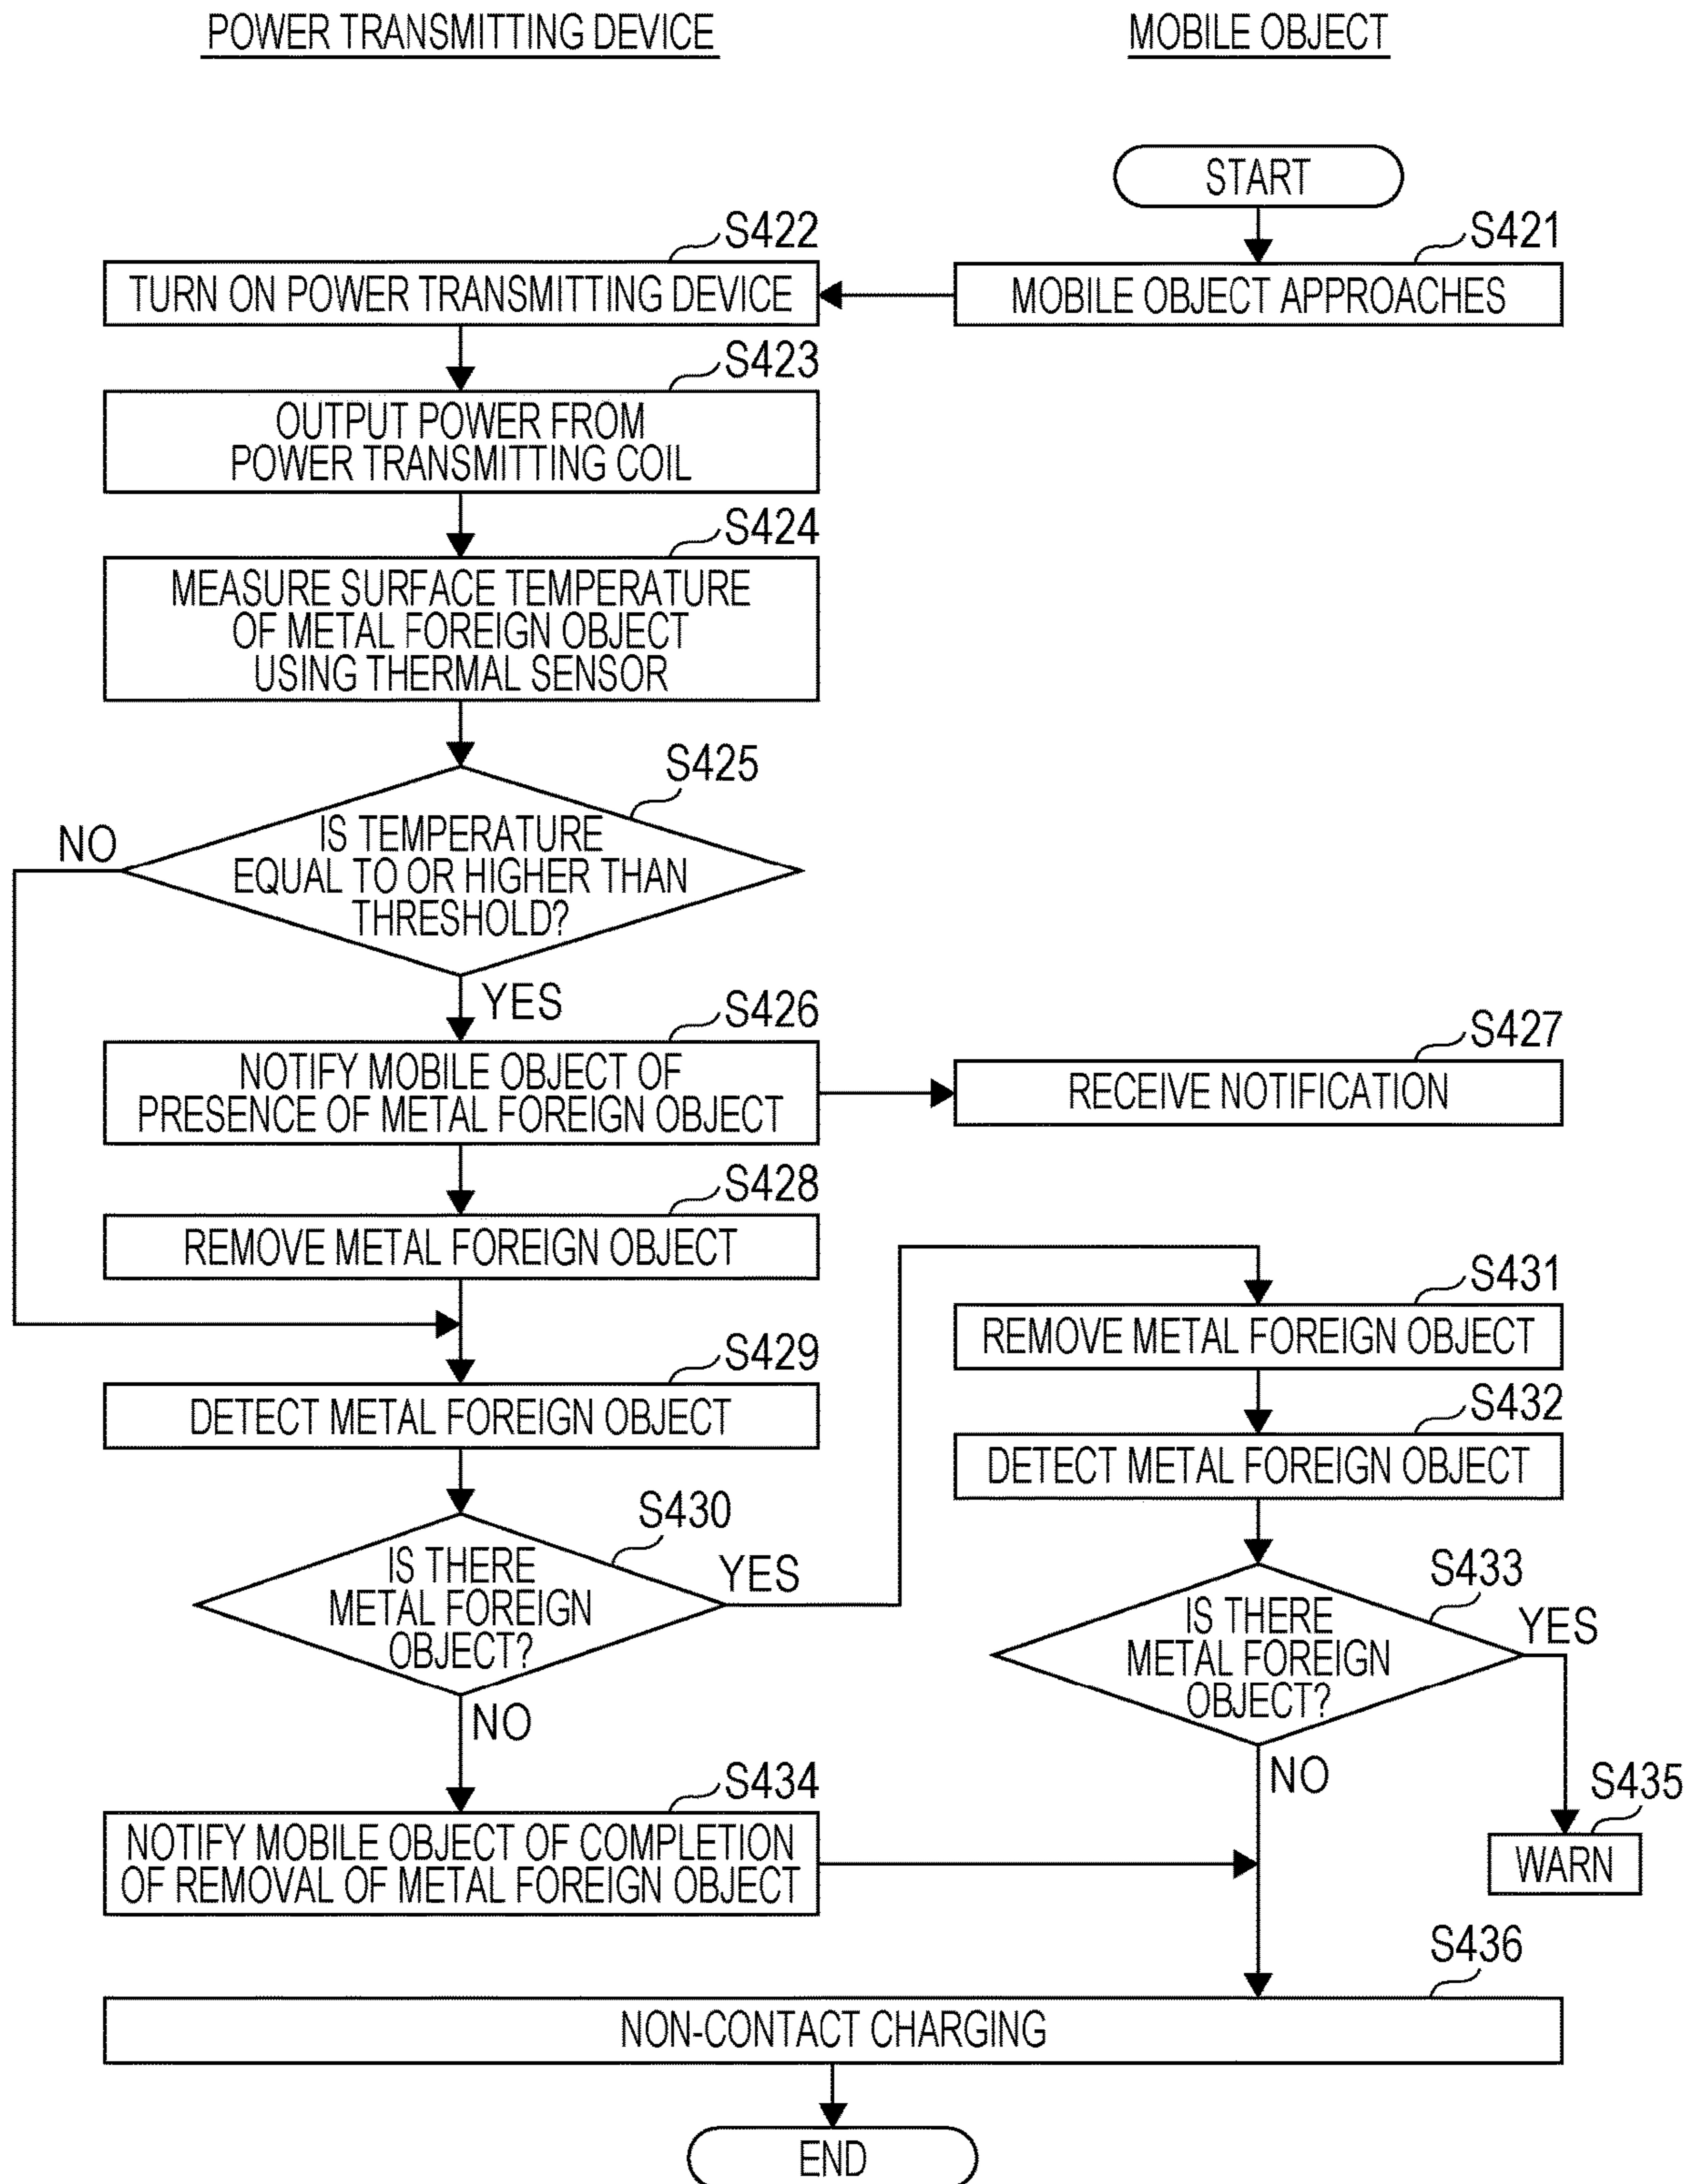 POWER TRANSMITTING DEVICE
MOBILE OBJECT
START
S422
S421
TURN ON POWER TRANSMITTING DEVICE
MOBILE OBJECT APPROACHES
S423
OUTPUT POWER FROM
POWER TRANSMITTING COIL
S424
MEASURE SURFACE TEMPERATURE
OF METAL FOREIGN OBJECT
USING THERMAL SENSOR
S425
NO
IS TEMPERATURE
EQUAL TO OR HIGHER THAN
THRESHOLD?
YES
S426
S427
NOTIFY MOBILE OBJECT OF
PRESENCE OF METAL FOREIGN OBJECT
RECEIVE NOTIFICATION
S428
REMOVE METAL FOREIGN OBJECT
S431
REMOVE METAL FOREIGN OBJECT
S429
DETECT METAL FOREIGN OBJECT
S432
DETECT METAL FOREIGN OBJECT
S430
IS THERE
METAL FOREIGN
OBJECT?
YES
S433
IS THERE
METAL FOREIGN
OBJECT?
YES
NO
NO
S434
S435
NOTIFY MOBILE OBJECT OF COMPLETION
OF REMOVAL OF METAL FOREIGN OBJECT
WARN
S436
NON-CONTACT CHARGING
END